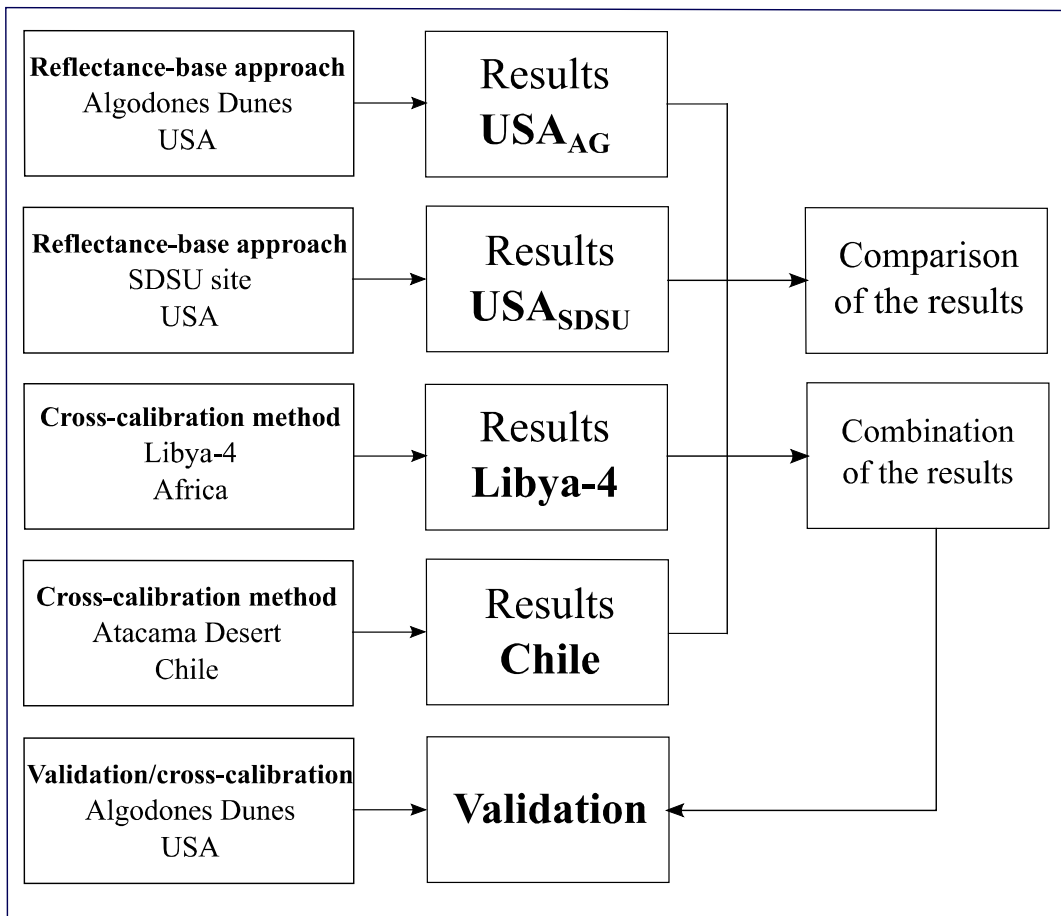 Reflectance-base approach
Algodones Dunes
USA
Results
USA_AG
Reflectance-base approach
SDSU site
USA
Results
USA_SDSU
Comparison
of the results
Cross-calibration method
Libya-4
Africa
Results
Libya-4
Combination
of the results
Cross-calibration method
Atacama Desert
Chile
Results
Chile
Validation/cross-calibration
Algodones Dunes
USA
Validation